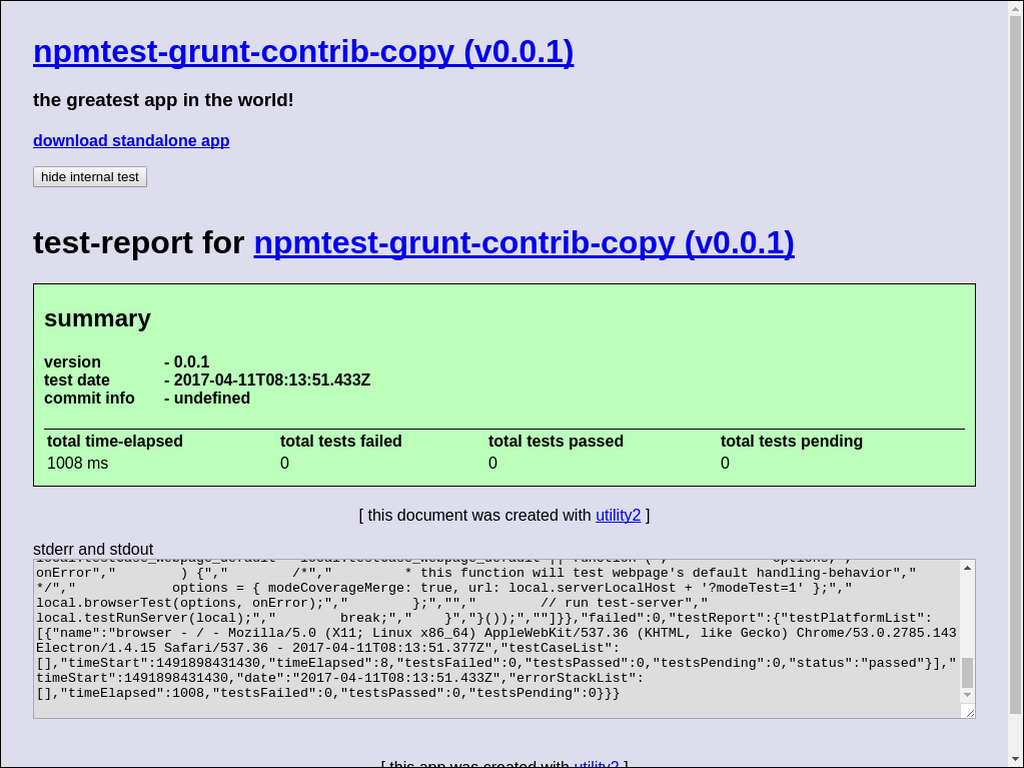 npmtest-grunt-contrib-copy (v0.0.1)
the greatest app in the world!
download standalone app
hide internal test
test-report for npmtest-grunt-contrib-copy (v0.0.1)
summary
version - 0.0.1
test date - 2017-04-11T08:13:51.433Z
commit info - undefined
total time-elapsed total tests failed total tests passed total tests pending
1008 ms 0 0 0
[ this document was created with utility2 ]
stderr and stdout
local.testCase_webpage_default = local.testCase_webpage_default || function (","            options,","
onError","        ) {","        /*","         * this function will test webpage's default handling-behavior","
*/","            options = { modeCoverageMerge: true, url: local.serverLocalHost + '?modeTest=1' };","
local.browserTest(options, onError);","        };","",""        // run test-server","
local.testRunServer(local);","        break;","    }","}());",""]}},"failed":0,"testReport":{"testPlatformList":
[{"name":"browser - / - Mozilla/5.0 (X11; Linux x86_64) AppleWebKit/537.36 (KHTML, like Gecko) Chrome/53.0.2785.143
Electron/1.4.15 Safari/537.36 - 2017-04-11T08:13:51.377Z","testCaseList":
[],"timeStart":1491898431430,"timeElapsed":8,"testsFailed":0,"testsPassed":0,"testsPending":0,"status":"passed"}],"
timeStart":1491898431430,"date":"2017-04-11T08:13:51.433Z","errorStackList":
[],"timeElapsed":1008,"testsFailed":0,"testsPassed":0,"testsPending":0}}}
[ this app was created with utility2 ]